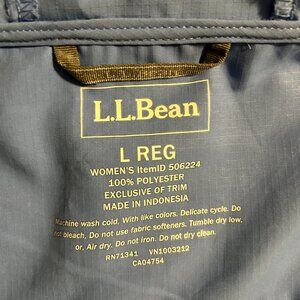 L.L.Bean
L REG
WOMEN'S ItemID 506224
100% POLYESTER
EXCLUSIVE OF TRIM
MADE IN INDONESIA
Machine wash cold. With like colors. Delicate cycle. Do
not bleach. Do not use fabric softeners. Tumble dry low,
or, Air dry. Do not iron. Do not dry clean.
RN71341 VN1003212
CA04754